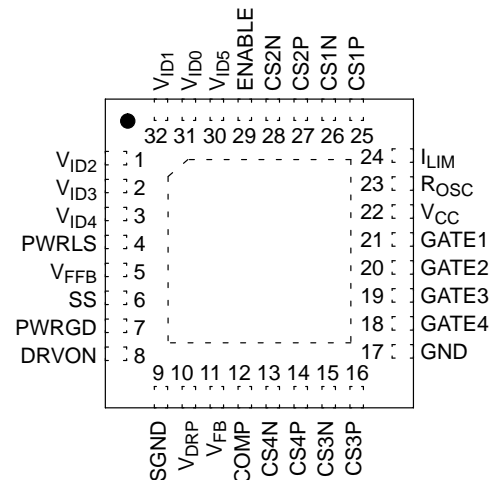 VID1 VID0 VID5 ENABLE CS2N CS2P CS1N CS1P
32 31 30 29 28 27 26 25
VID2 1 24 ILIM
VID3 2 23 ROSC
VID4 3 22 VCC
PWRLS 4 21 GATE1
VFFB 5 20 GATE2
SS 6 19 GATE3
PWRGD 7 18 GATE4
DRVON 8 17 GND
9 10 11 12 13 14 15 16
SGND VDRP VFB COMP CS4N CS4P CS3N CS3P